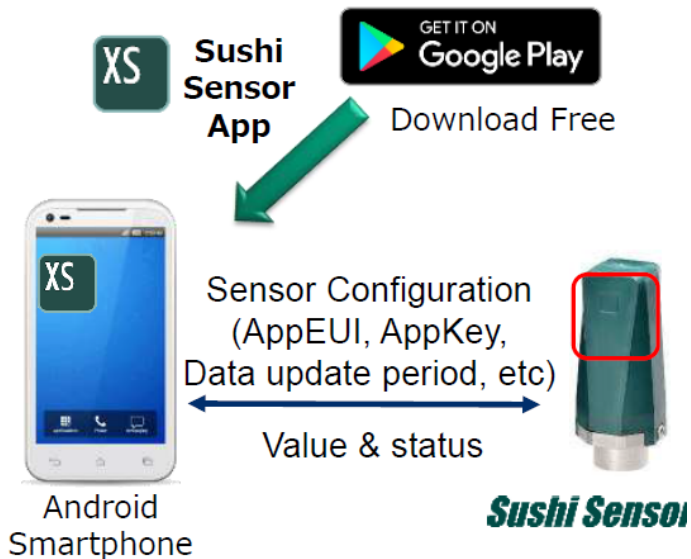 XS
Sushi
Sensor
App
GET IT ON
Google Play
Download Free
XS
Sensor Configuration
(AppEUI, AppKey,
Data update period, etc)
Value & status
Android
Smartphone
Sushi Sensor